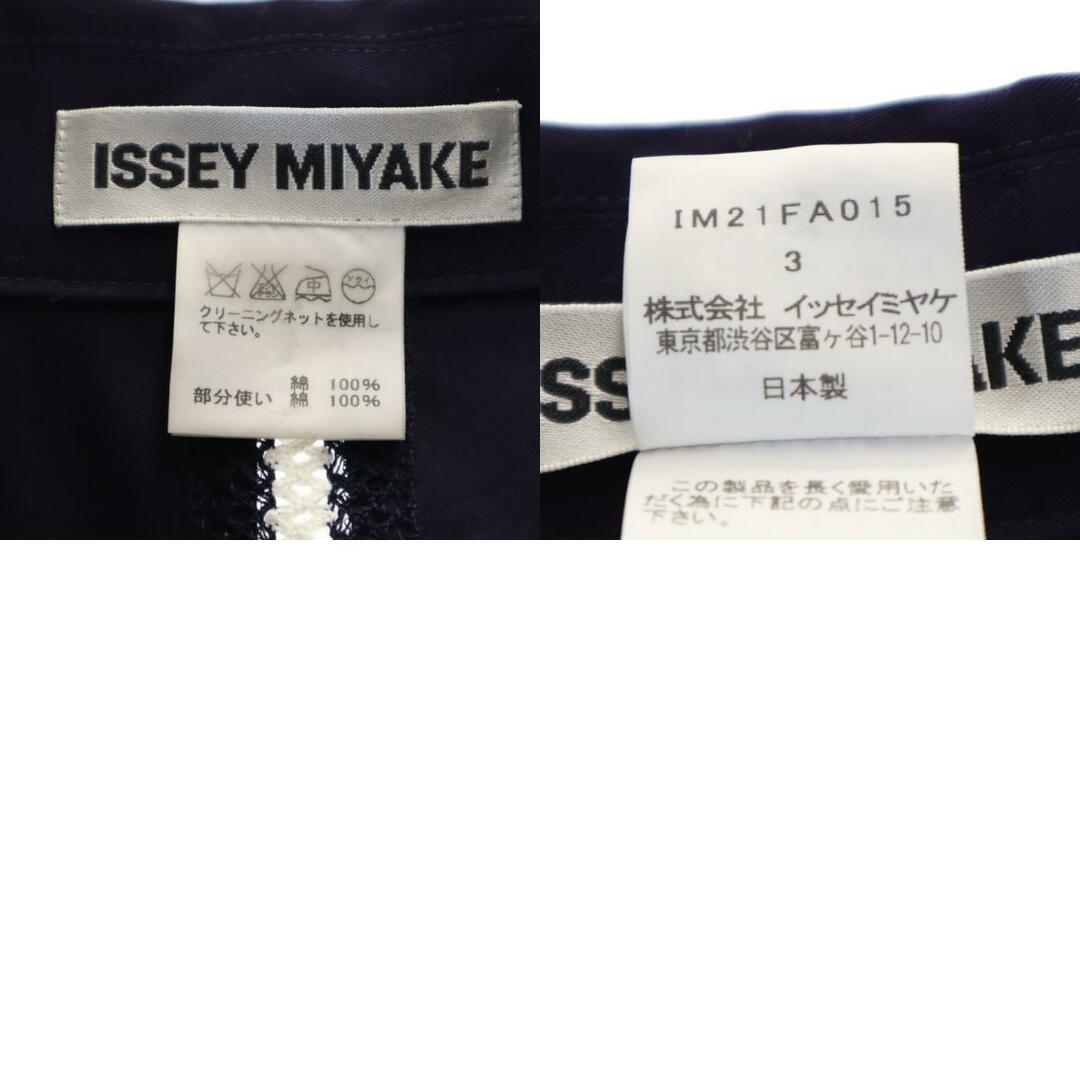 ISSEY MIYAKE
クリーニングネットを使用し
て下さい。
綿 100%
部分使い 綿 100%
IM21FA015
3
株式会社 イッセイミヤケ
東京都渋谷区富ヶ谷1-12-10
日本製
SS
AKE
この製品を長く愛用いた
だく為に下記の点にご注意
下さい。